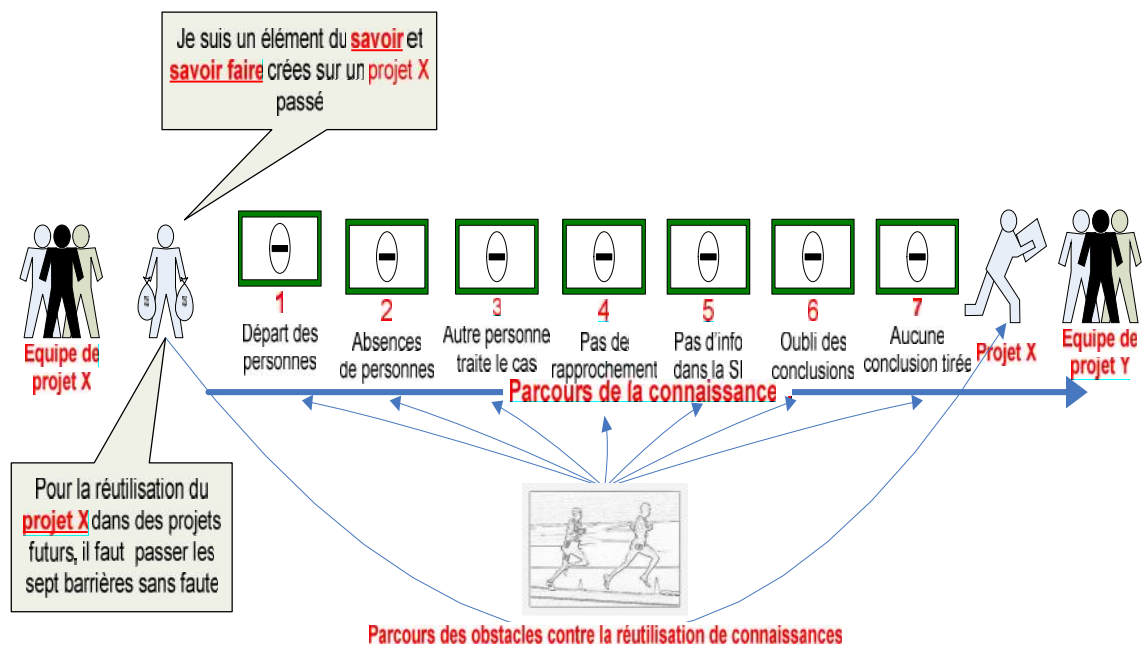 Je suis un élément du savoir et
savoir faire crées sur un projet X
passé
1
2
3
4
5
6
7
Départ des
personnes
Absences
de personnes
Autre personne
traite le cas
Pas de
rapprochement
Pas d'info
dans la SI
Oubli des
conclusions
Aucune
conclusion tirée
Equipe de
projet X
Projet X
Equipe de
projet Y
Parcours de la connaissance
Pour la réutilisation du
projet X dans des projets
futurs, il faut passer les
sept barrières sans faute
Parcours des obstacles contre la réutilisation de connaissances